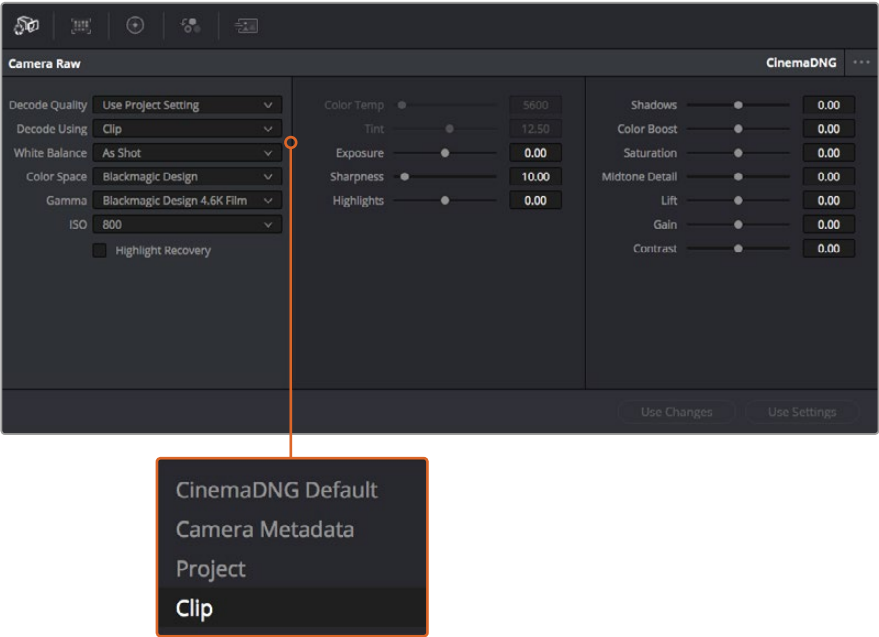 Camera Raw
CinemaDNG
Decode Quality Use Project Setting
Decode Using Clip
White Balance As Shot
Color Space Blackmagic Design
Gamma Blackmagic Design 4.6K Film
ISO 800
Highlight Recovery
Color Temp 5600
Tint 12.50
Exposure 0.00
Sharpness 10.00
Highlights 0.00
Shadows 0.00
Color Boost 0.00
Saturation 0.00
Midtone Detail 0.00
Lift 0.00
Gain 0.00
Contrast 0.00
Use Changes
Use Settings
CinemaDNG Default
Camera Metadata
Project
Clip